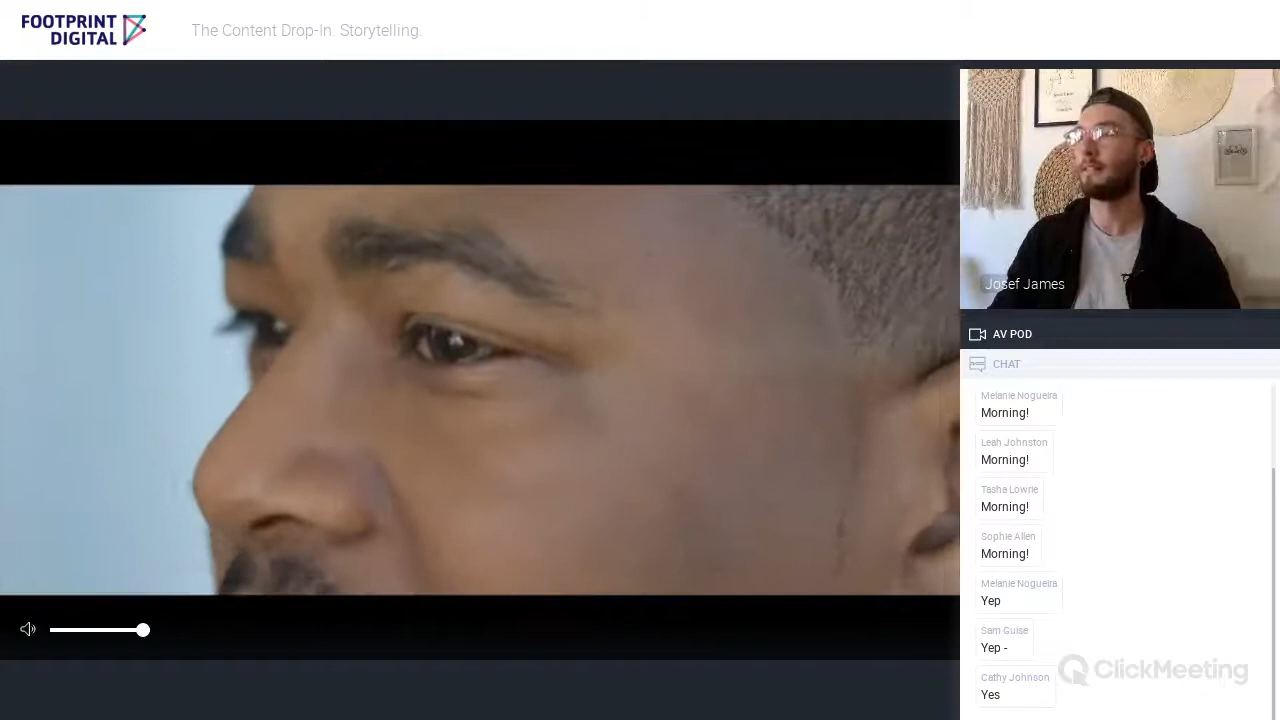 FOOTPRINT
DIGITAL
The Content Drop-In. Storytelling.
Josef James
AV POD
CHAT
Melanie Nogueira
Morning!
Leah Johnston
Morning!
Tasha Lowrie
Morning!
Sophie Allen
Morning!
Melanie Nogueira
Yep
Sam Guise
Yep -
Cathy Johnson
Yes
ClickMeeting